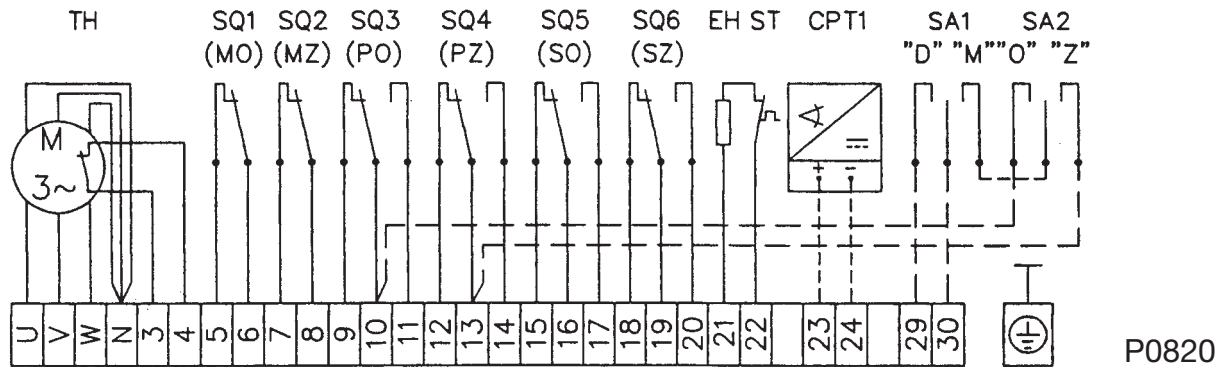 TH SQ1 SQ2 SQ3 SQ4 SQ5 SQ6 EH ST CPT1 SA1 SA2
(MO) (MZ) (PO) (PZ) (SO) (SZ) "D" "M" "O" "Z"
M
3~
+ -
U V W N 3 4 5 6 7 8 9 10 11 12 13 14 15 16 17 18 19 20 21 22 23 24 29 30
P0820